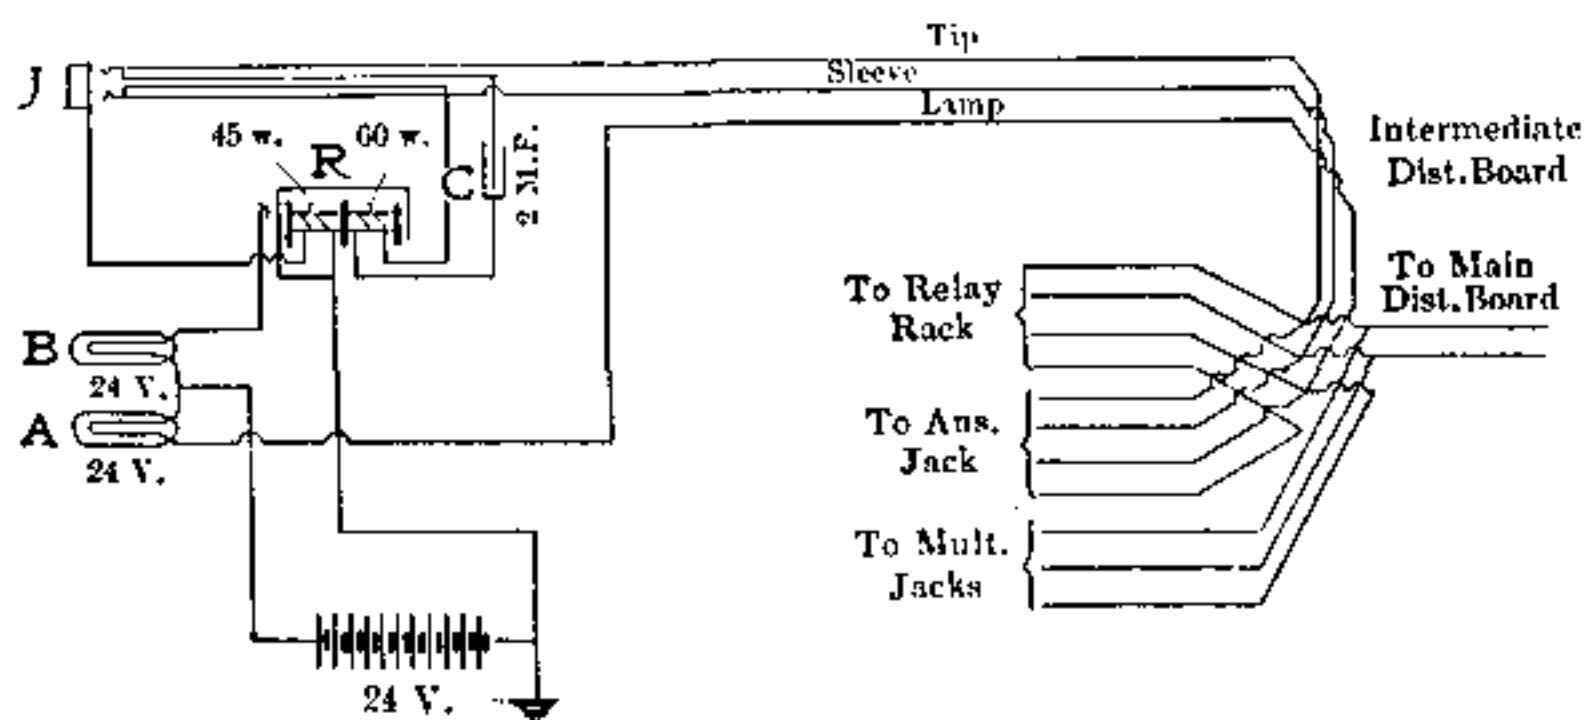 Tip
Sleeve
Lamp
J
45 w.
60 w.
R
C
2 M.F.
Intermediate
Dist. Board
To Main
Dist. Board
To Relay
Rack
B
24 V.
A
24 V.
To Ans.
Jack
To Mult.
Jacks
24 V.